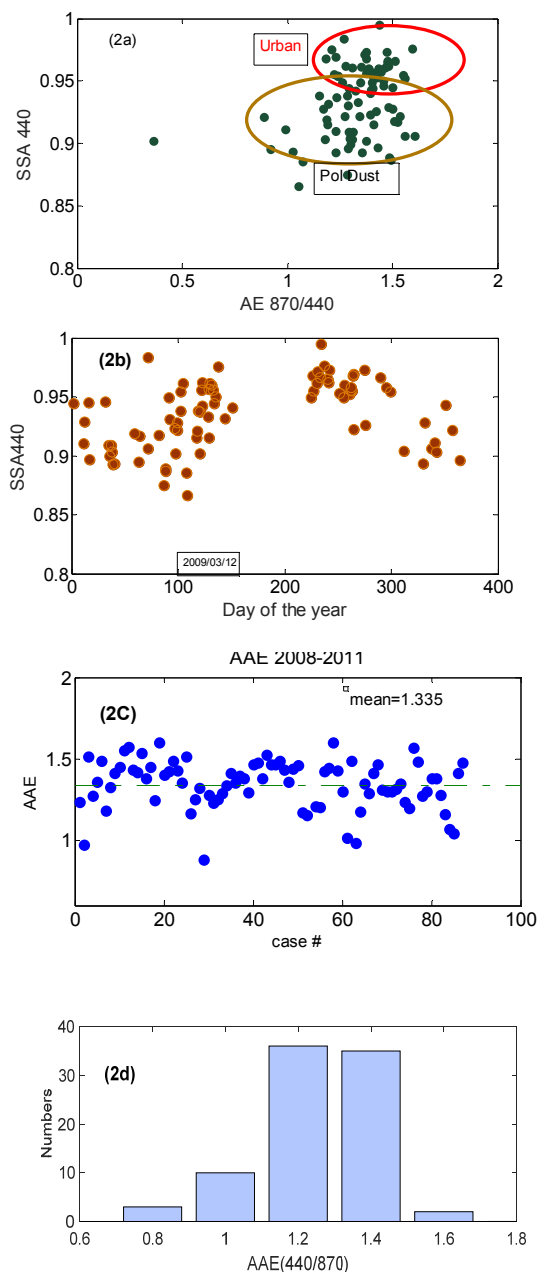 (2a)
Urban
Pol Dust
1
0.95
0.9
0.85
0.8
SSA 440
0
0.5
1
1.5
2
AE 870/440
(2b)
1
0.95
0.9
0.85
0.8
SSA440
2009/03/12
0
100
200
300
400
Day of the year
AAE 2008-2011
(2C)
¤mean=1.335
2
1.5
1
AAE
0
20
40
60
80
100
case #
(2d)
40
30
20
10
0
Numbers
0.6
0.8
1
1.2
1.4
1.6
1.8
AAE(440/870)